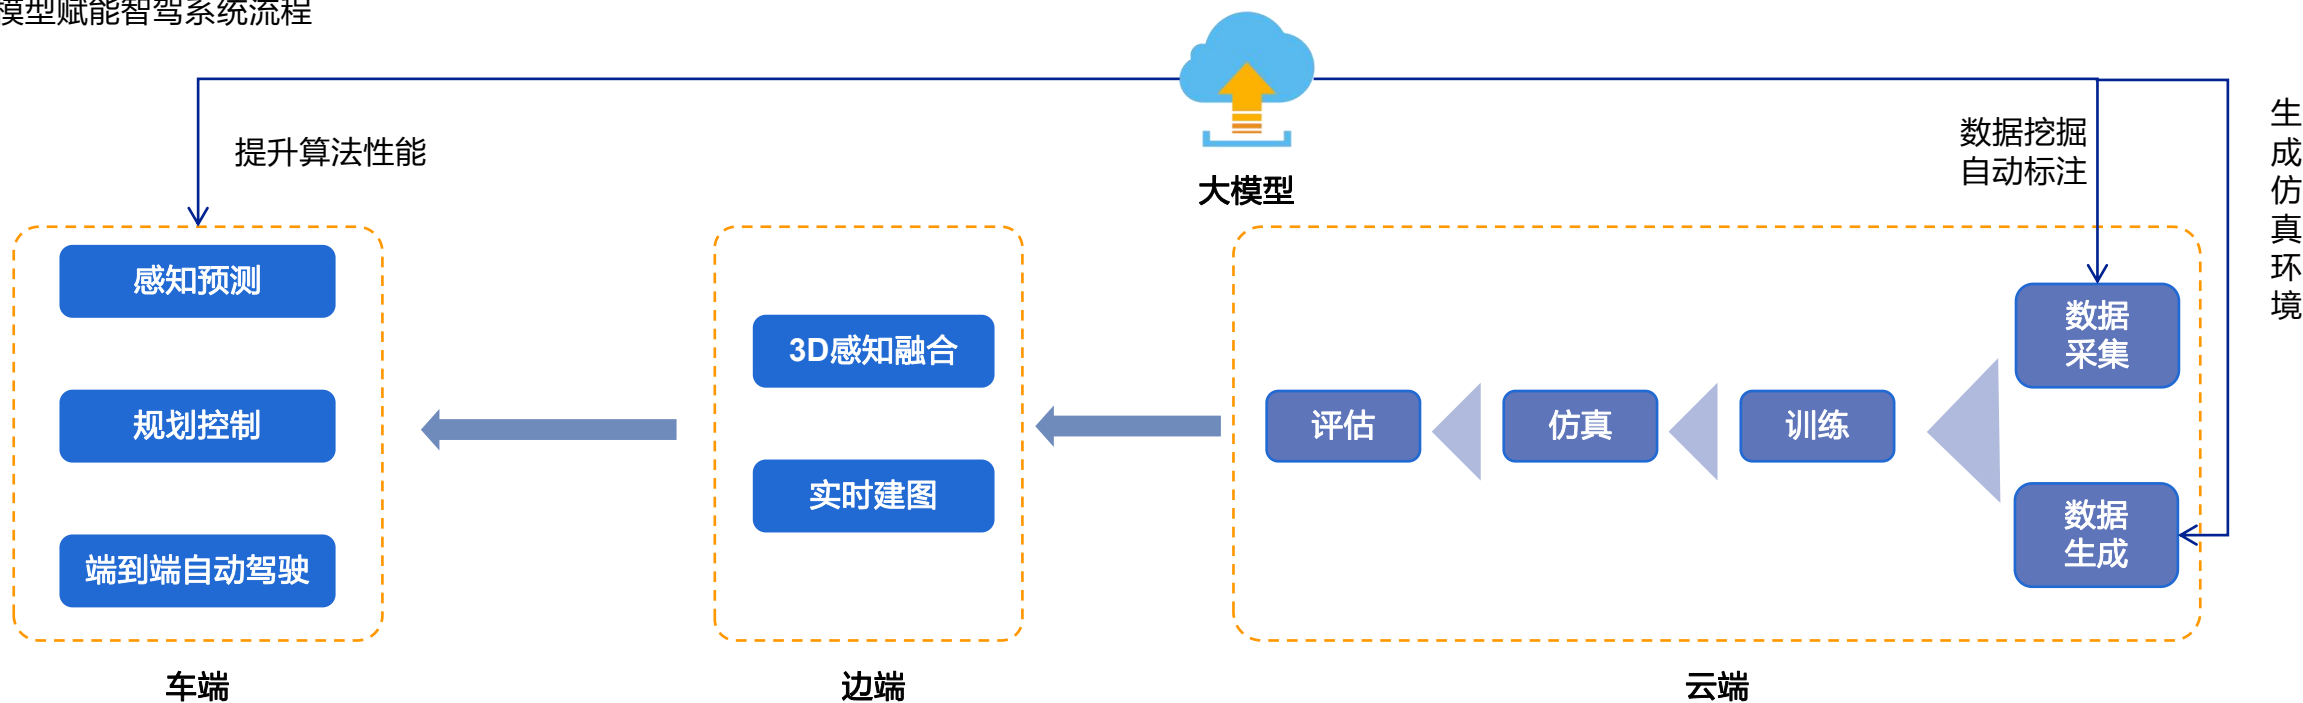 模型赋能智驾系统流程
提升算法性能
大模型
数据挖掘
自动标注
生
成
仿
真
环
境
感知预测
规划控制
端到端自动驾驶
3D感知融合
实时建图
评估
仿真
训练
数据
采集
数据
生成
车端
边端
云端